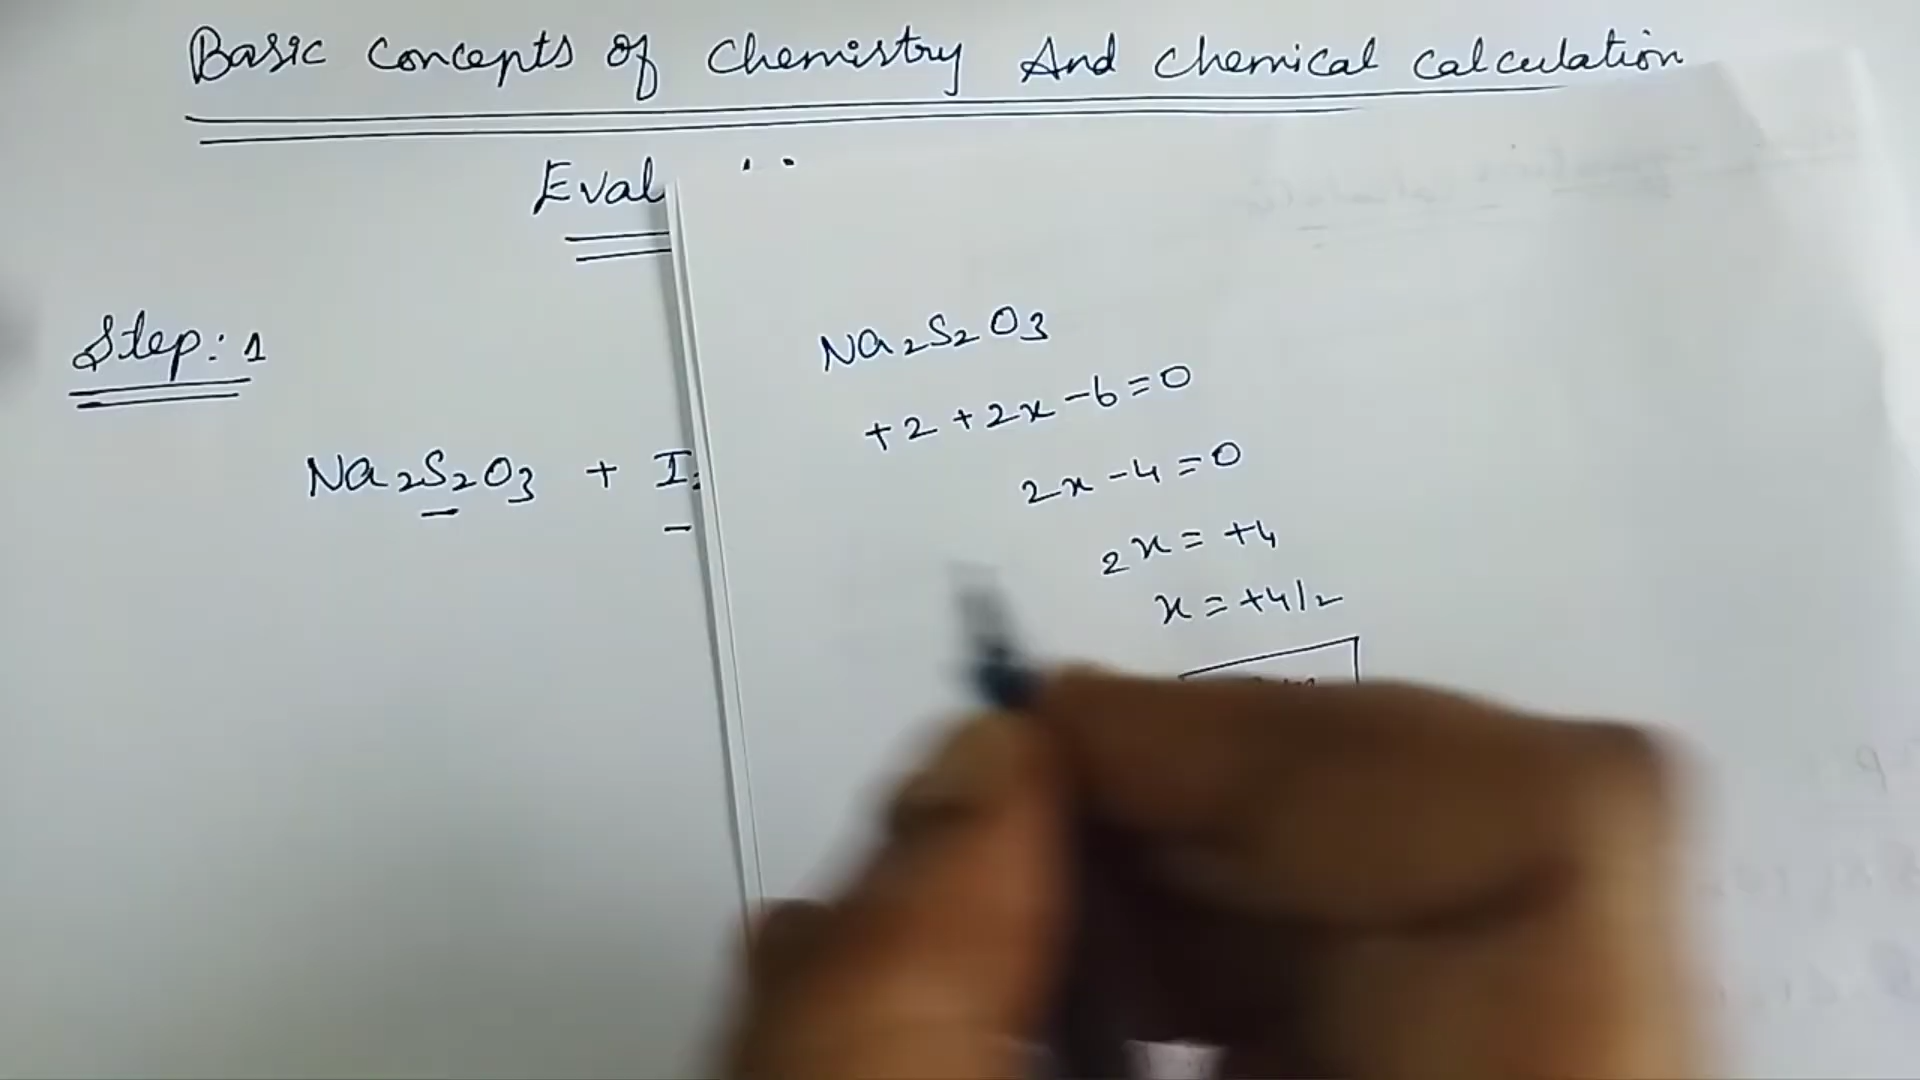 Basic Concepts Of Chemistry And Chemical Calculation
Eval
Step: 1
Na₂S₂O₃ + I₂
Na₂S₂O₃
+2 +2x -6 = 0
2x - 4 = 0
2x = +4
x = +4/2